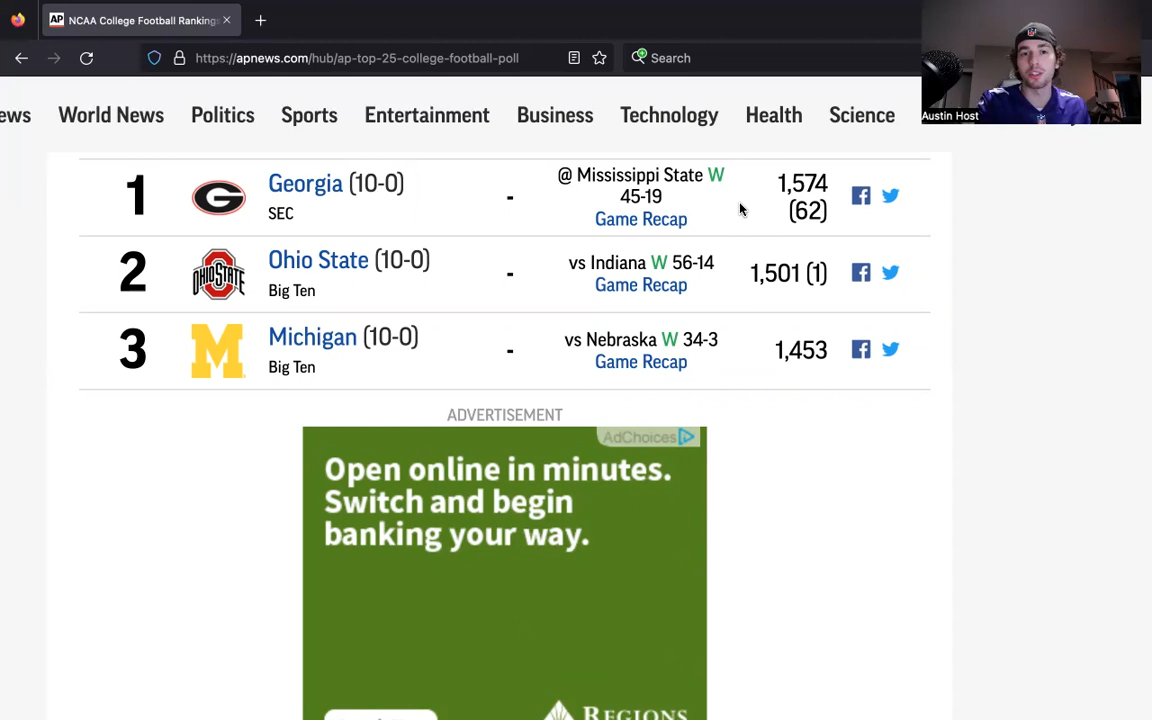 NCAA College Football Rankings
https://apnews.com/hub/ap-top-25-college-football-poll
Search
Austin Host
World News Politics Sports Entertainment Business Technology Health Science
1 Georgia (10-0) - @ Mississippi State W 1,574
SEC 45-19 (62)
Game Recap
2 OHIO STATE Ohio State (10-0) - vs Indiana W 56-14 1,501 (1)
Big Ten Game Recap
3 M Michigan (10-0) - vs Nebraska W 34-3 1,453
Big Ten Game Recap
ADVERTISEMENT
AdChoices
Open online in minutes.
Switch and begin
banking your way.
REGIONS